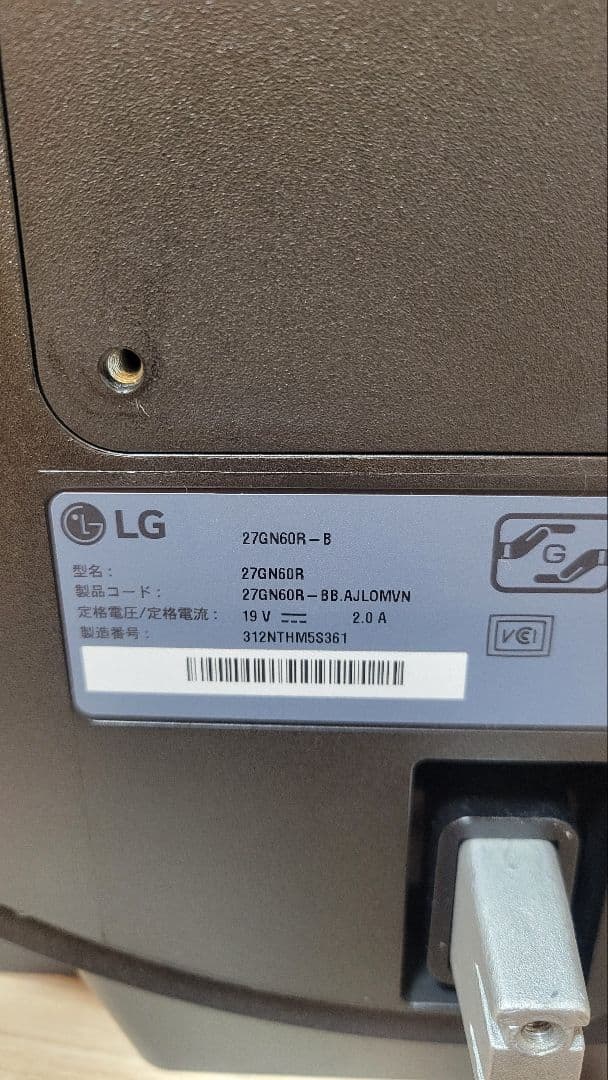 LG
27GN60R-B
型名: 27GN60R
製品コード: 27GN60R-BB.AJLOMVN
定格電圧/定格電流: 19 V ⎓ 2.0 A
製造番号: 312NTHM5S361
G
VCI